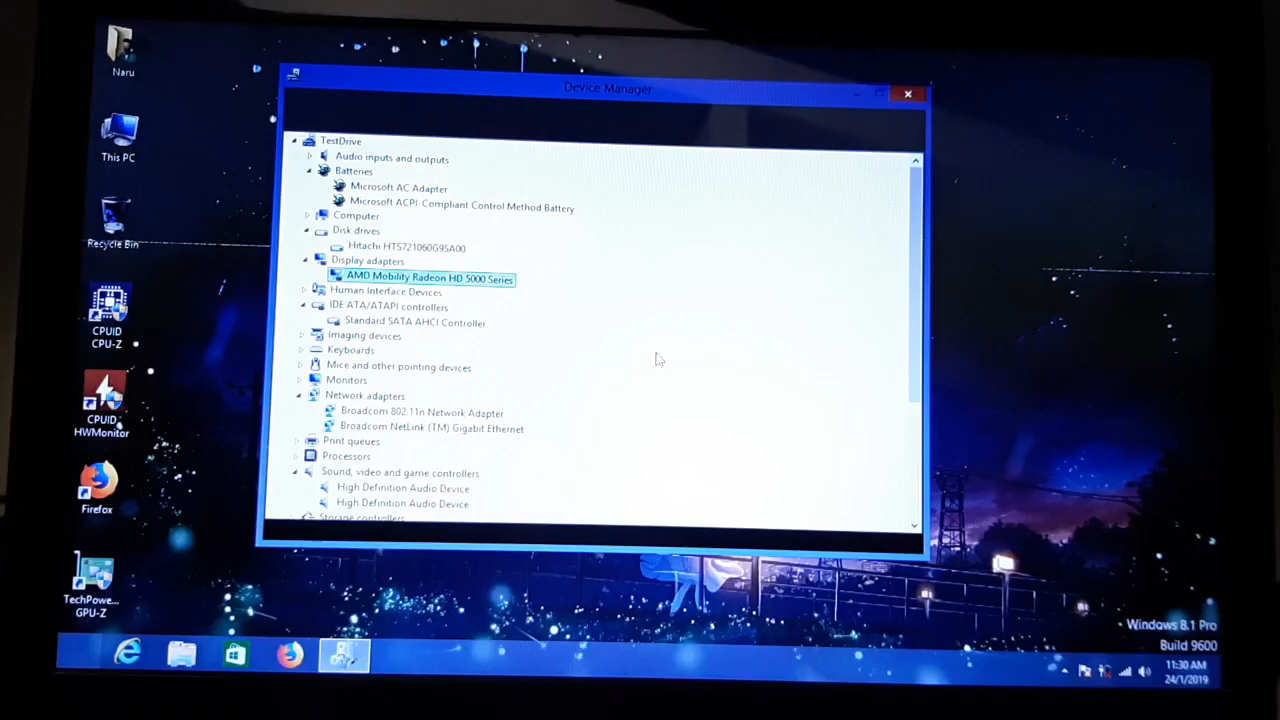 Naru
This PC
Recycle Bin
CPUID
CPU-Z
CPUID
HWMonitor
Firefox
TechPowe...
GPU-Z
Device Manager
TestDrive
Audio inputs and outputs
Batteries
Microsoft AC Adapter
Microsoft ACPI-Compliant Control Method Battery
Computer
Disk drives
Hitachi HTS721060G9SA00
Display adapters
AMD Mobility Radeon HD 5000 Series
Human Interface Devices
IDE ATA/ATAPI controllers
Standard SATA AHCI Controller
Imaging devices
Keyboards
Mice and other pointing devices
Monitors
Network adapters
Broadcom 802.11n Network Adapter
Broadcom NetLink (TM) Gigabit Ethernet
Print queues
Processors
Sound, video and game controllers
High Definition Audio Device
High Definition Audio Device
Storage controllers
Windows 8.1 Pro
Build 9600
11:30 AM
24/1/2019